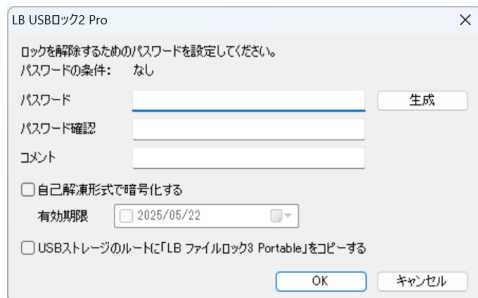 LB USBロック2 Pro
ロックを解除するためのパスワードを設定してください。
パスワードの条件： なし
パスワード 生成
パスワード確認
コメント
自己解凍形式で暗号化する
有効期限 2025/05/22
USBストレージのルートに「LB ファイルロック3 Portable」をコピーする
OK キャンセル